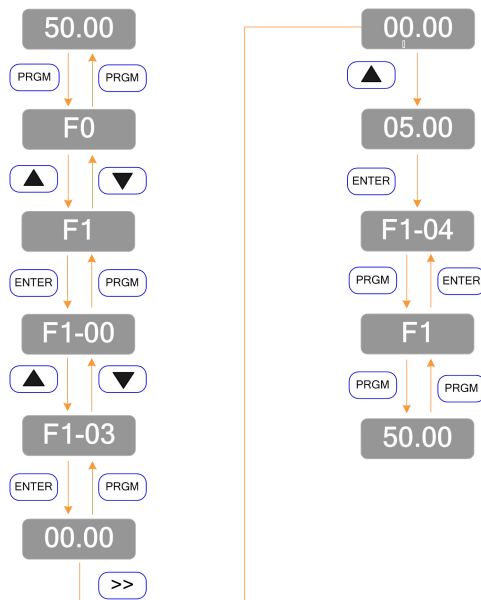 50.00
PRGM PRGM
F0
F1
ENTER PRGM
F1-00
F1-03
ENTER PRGM
00.00
>>
00.00
05.00
ENTER
F1-04
PRGM ENTER
F1
PRGM PRGM
50.00